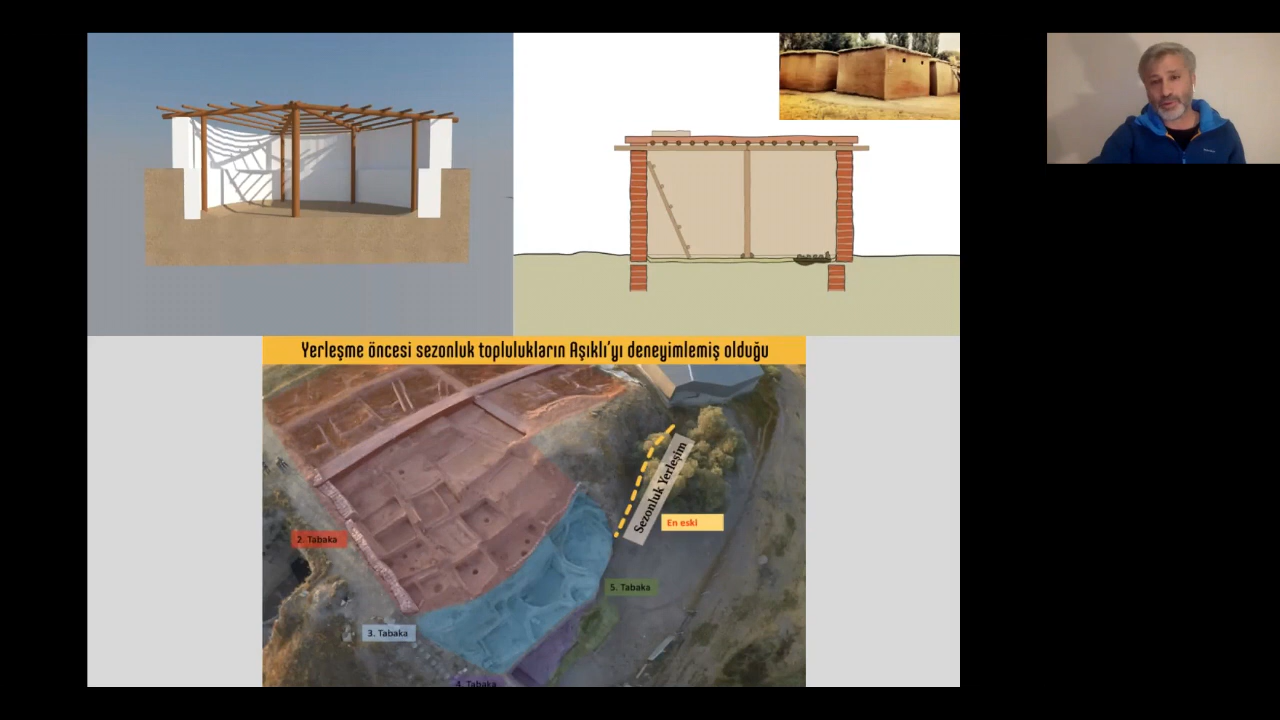 Yerleşme öncesi sezonluk toplulukların Aşıklı'yı deneyimlemiş olduğu
Sezonluk Yerleşim
En eski
2. Tabaka
5. Tabaka
3. Tabaka
4. Tabaka